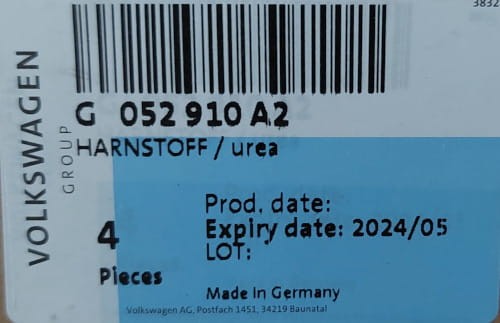 3832
G 052 910 A2
HARNSTOFF / urea
VOLKSWAGEN
GROUP
4
Pieces
Prod. date:
Expiry date: 2024/05
LOT:
Made In Germany
Volkswagen AG, Postfach 1451, 34219 Baunatal